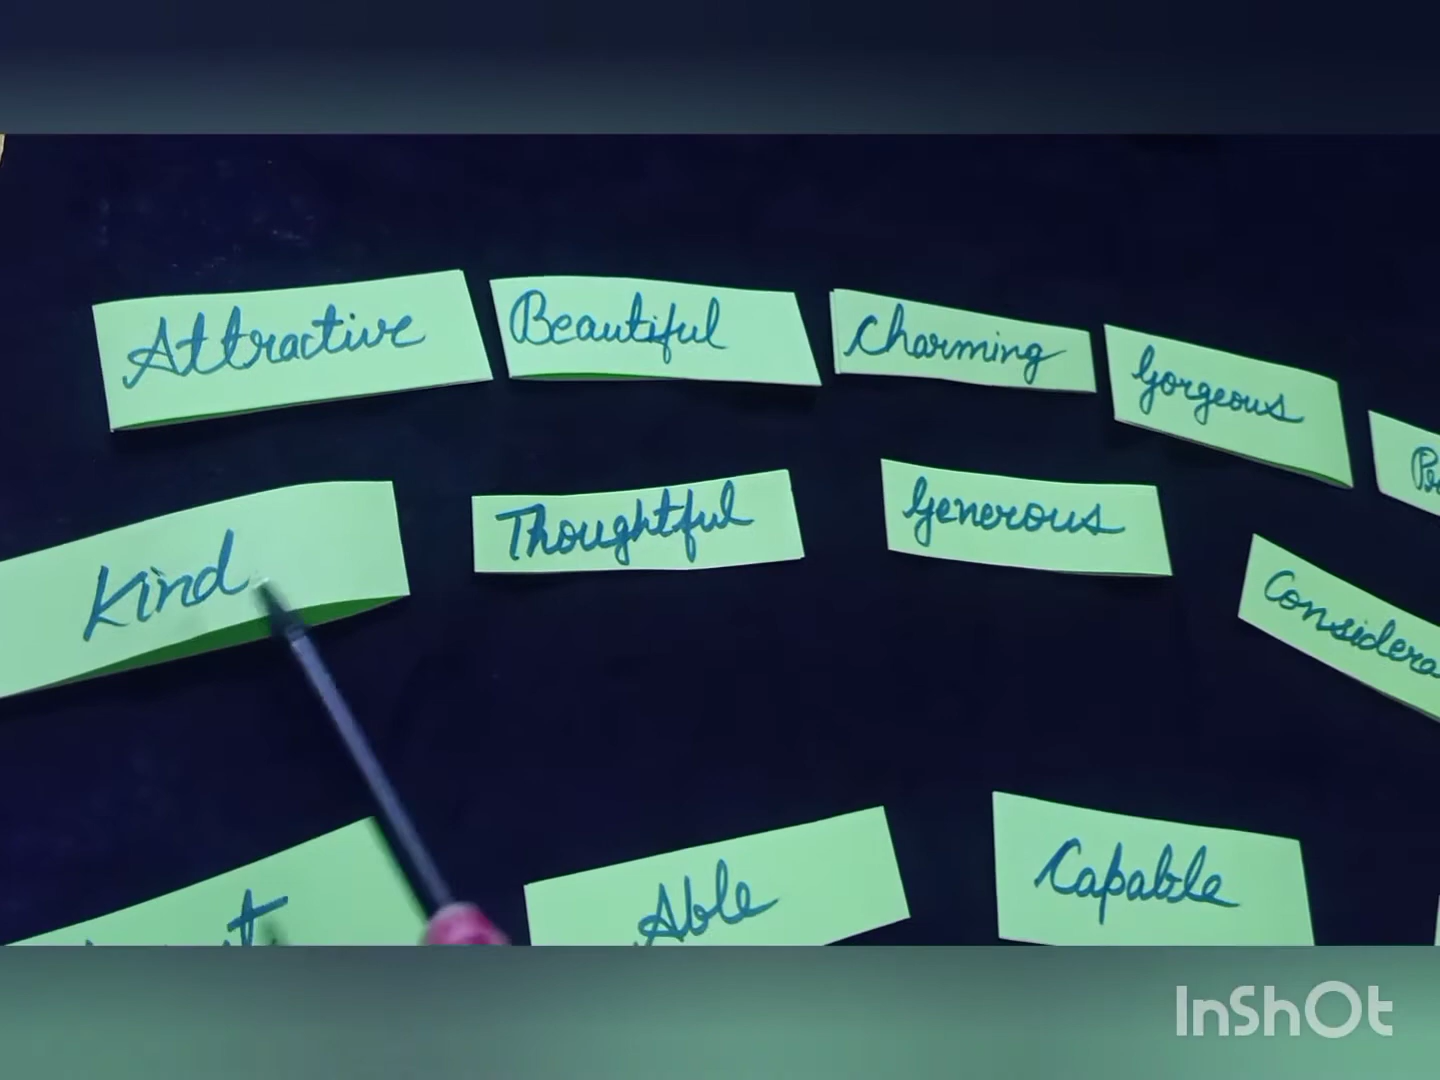 Attractive
Beautiful
Charming
Gorgeous
Kind
Thoughtful
Generous
Able
Capable
InShOt